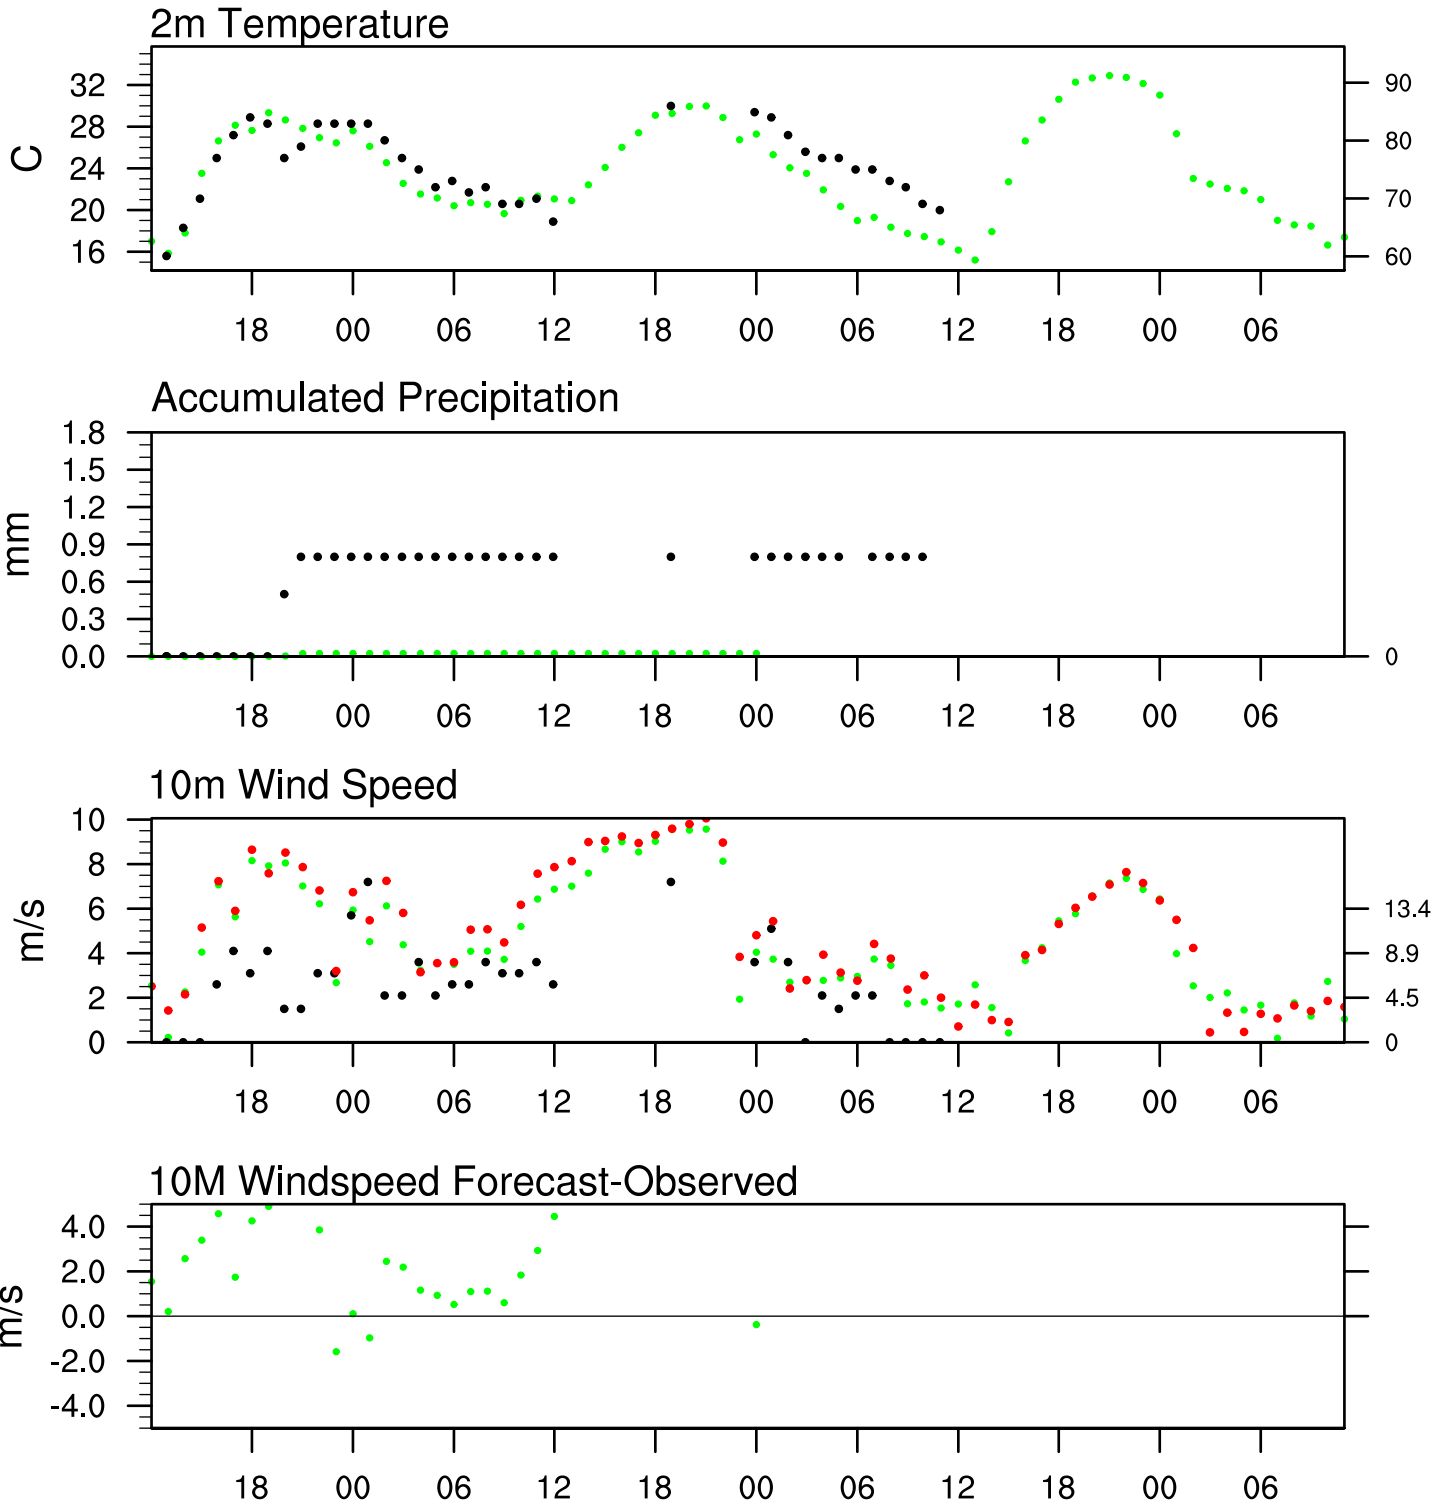 2m Temperature
32
28
24
20
16
C
90
80
70
60
18 00 06 12 18 00 06 12 18 00 06
Accumulated Precipitation
1.8
1.5
1.2
0.9
0.6
0.3
0.0
mm
0
18 00 06 12 18 00 06 12 18 00 06
10m Wind Speed
10
8
6
4
2
0
m/s
13.4
8.9
4.5
0
18 00 06 12 18 00 06 12 18 00 06
10M Windspeed Forecast-Observed
4.0
2.0
0.0
-2.0
-4.0
m/s
18 00 06 12 18 00 06 12 18 00 06